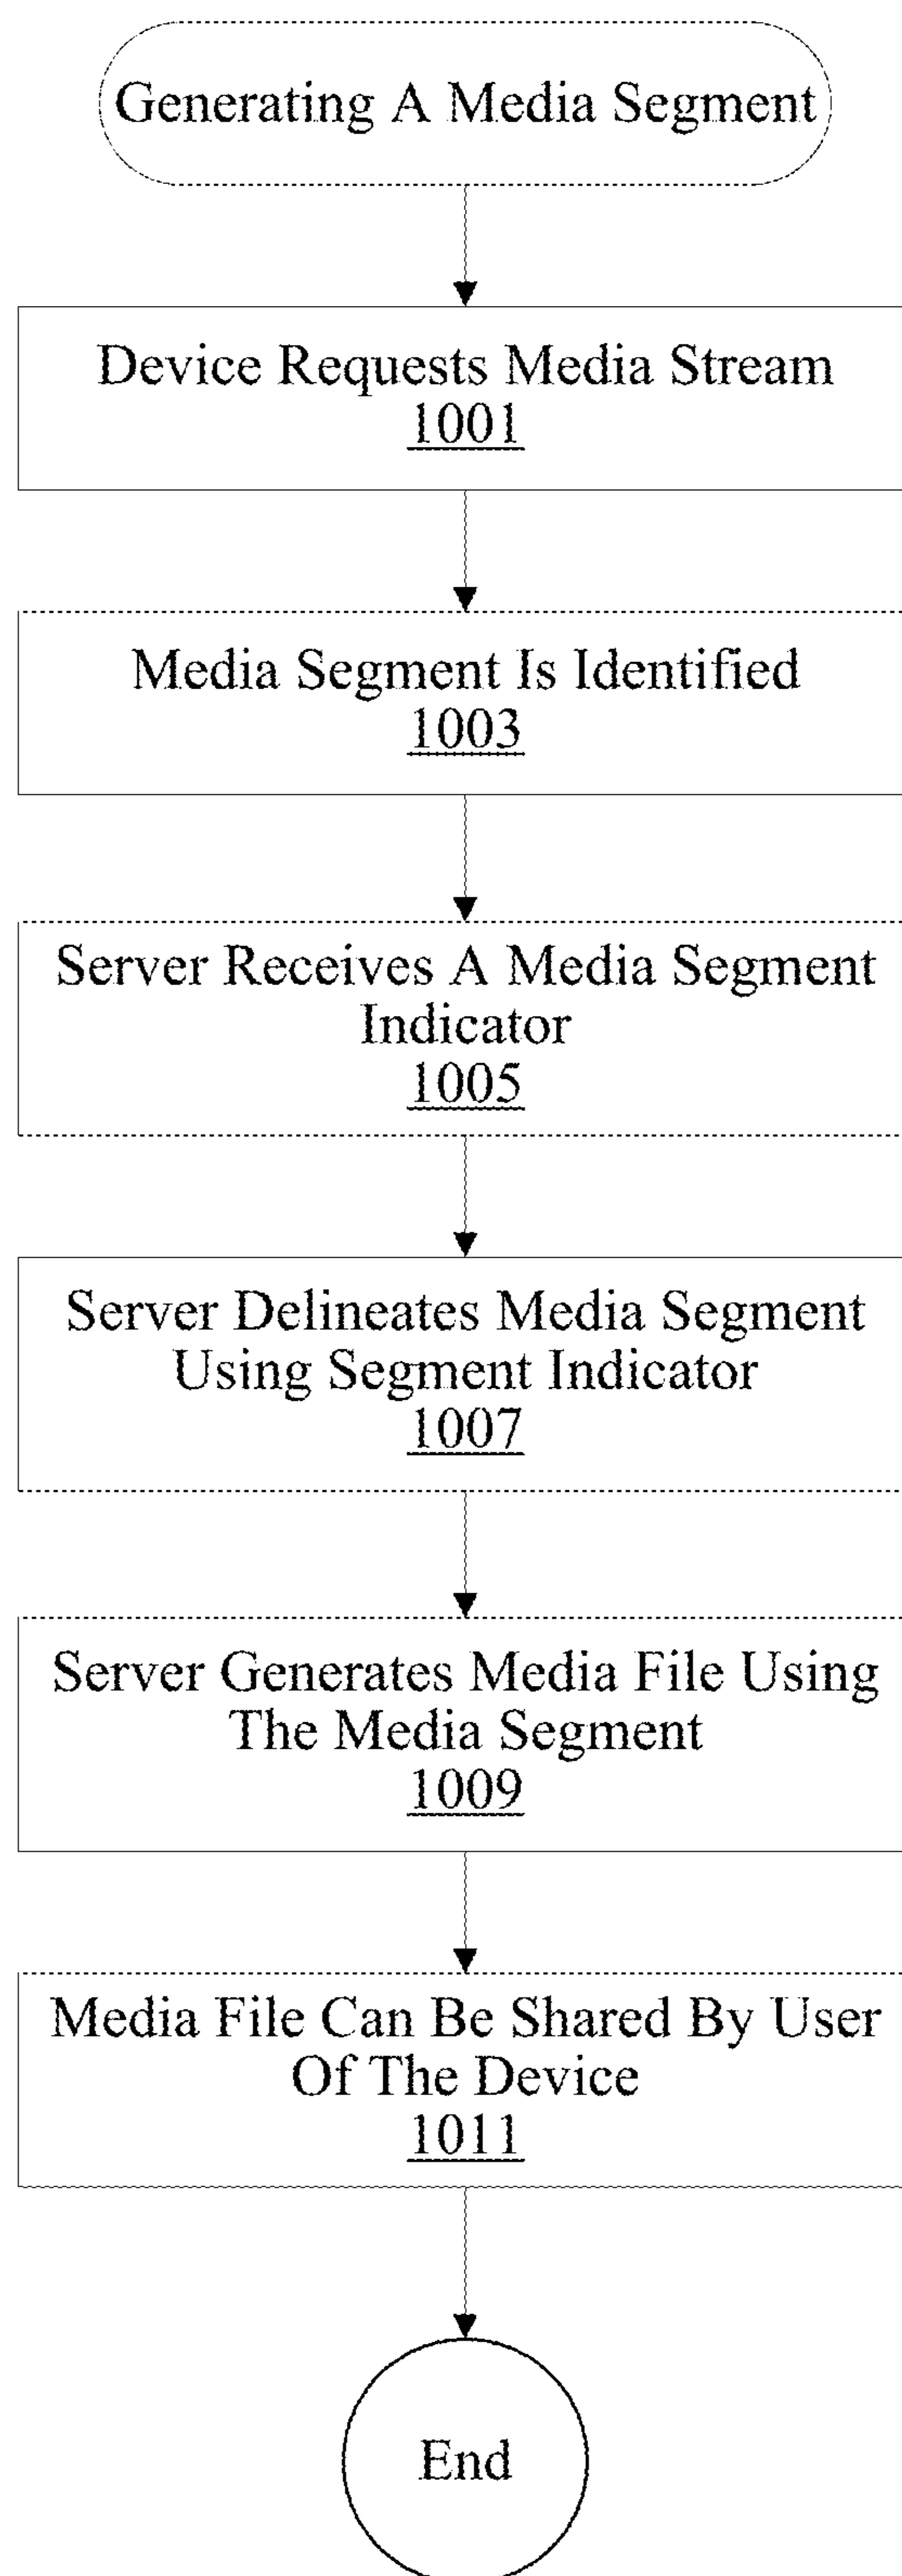 Generating A Media Segment
Device Requests Media Stream
1001
Media Segment Is Identified
1003
Server Receives A Media Segment
Indicator
1005
Server Delineates Media Segment
Using Segment Indicator
1007
Server Generates Media File Using
The Media Segment
1009
Media File Can Be Shared By User
Of The Device
1011
End